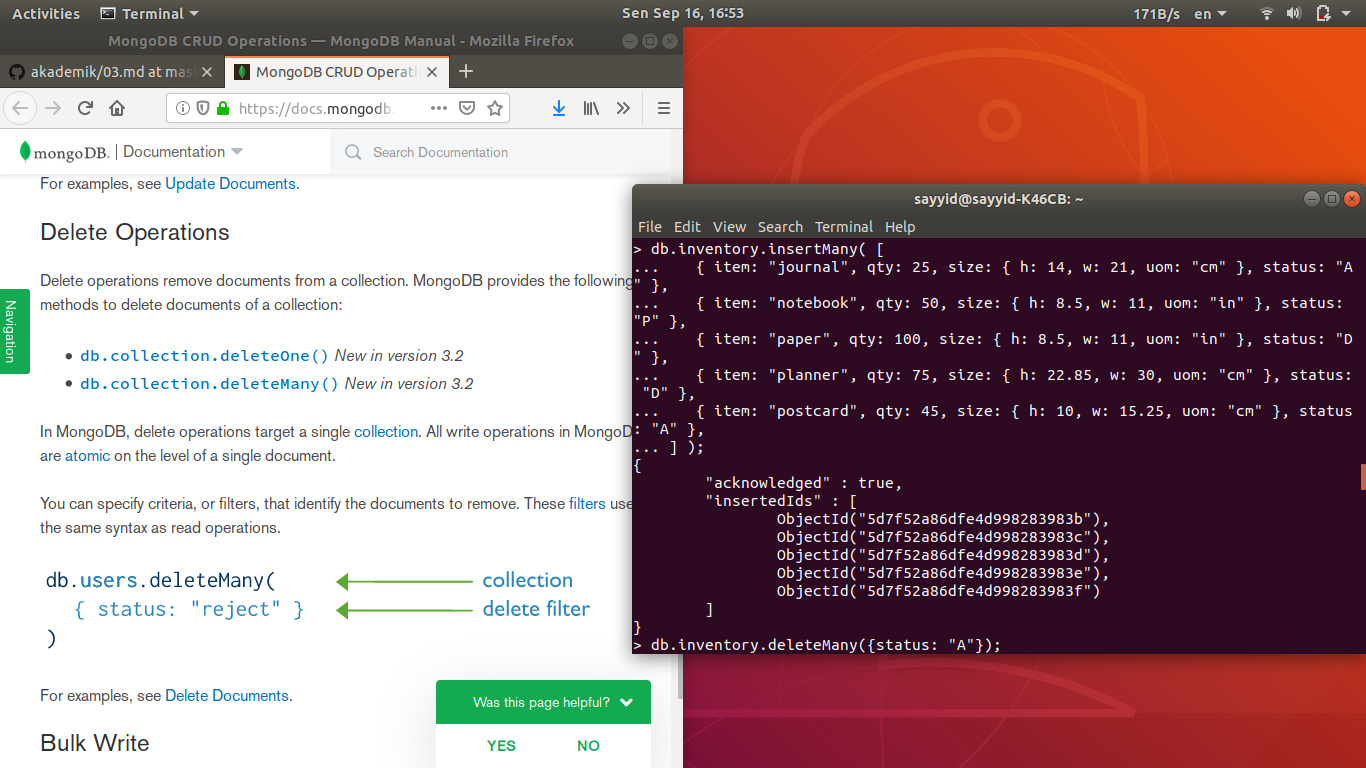 Activities Terminal Sen Sep 16, 16:53 171B/s en
MongoDB CRUD Operations — MongoDB Manual - Mozilla Firefox
akademik/03.md at mas MongoDB CRUD Operati
https://docs.mongodb.
mongoDB. Documentation Search Documentation
For examples, see Update Documents.
Delete Operations
Delete operations remove documents from a collection. MongoDB provides the following
methods to delete documents of a collection:
Navigation
db.collection.deleteOne() New in version 3.2
db.collection.deleteMany() New in version 3.2
In MongoDB, delete operations target a single collection. All write operations in MongoD
are atomic on the level of a single document.
You can specify criteria, or filters, that identify the documents to remove. These filters use
the same syntax as read operations.
db.users.deleteMany( collection
{ status: "reject" } delete filter
)
For examples, see Delete Documents.
Was this page helpful?
YES NO
Bulk Write
sayyid@sayyid-K46CB: ~
File Edit View Search Terminal Help
> db.inventory.insertMany( [
... { item: "journal", qty: 25, size: { h: 14, w: 21, uom: "cm" }, status: "A
" },
... { item: "notebook", qty: 50, size: { h: 8.5, w: 11, uom: "in" }, status:
"P" },
... { item: "paper", qty: 100, size: { h: 8.5, w: 11, uom: "in" }, status: "D
" },
... { item: "planner", qty: 75, size: { h: 22.85, w: 30, uom: "cm" }, status:
"D" },
... { item: "postcard", qty: 45, size: { h: 10, w: 15.25, uom: "cm" }, status
: "A" },
... ] );
{
"acknowledged" : true,
"insertedIds" : [
ObjectId("5d7f52a86dfe4d998283983b"),
ObjectId("5d7f52a86dfe4d998283983c"),
ObjectId("5d7f52a86dfe4d998283983d"),
ObjectId("5d7f52a86dfe4d998283983e"),
ObjectId("5d7f52a86dfe4d998283983f")
]
}
> db.inventory.deleteMany({status: "A"});